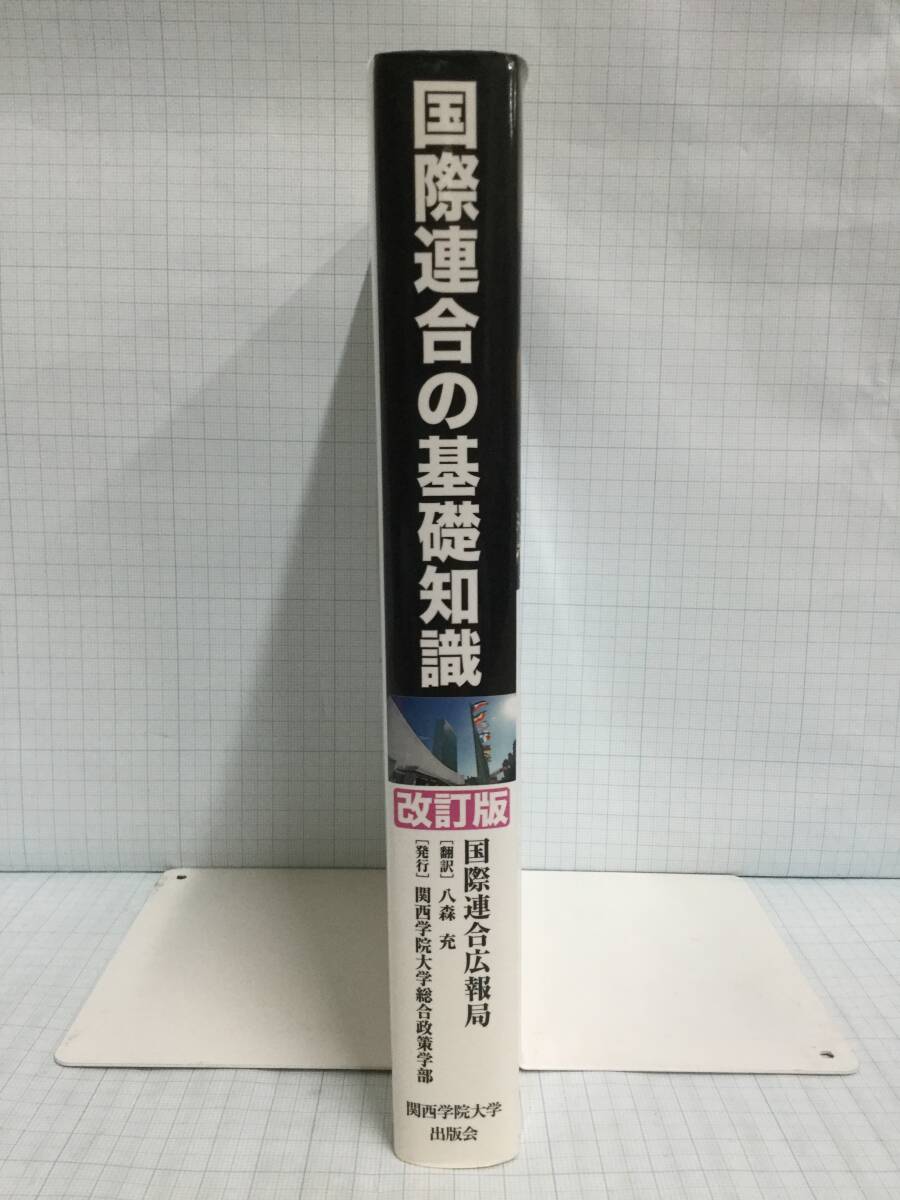 国際連合の基礎知識
改訂版
国際連合広報局
［翻訳］八森 充
［発行］関西学院大学総合政策学部
関西学院大学
出版会